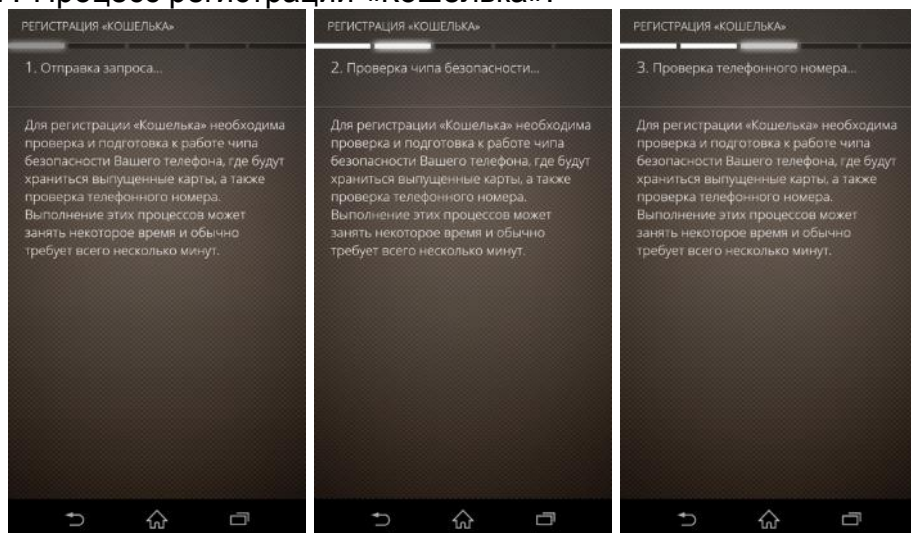 Процесс регистрации «Кошелька».
РЕГИСТРАЦИЯ «КОШЕЛЬКА»
1. Отправка запроса...
Для регистрации «Кошелька» необходима
проверка и подготовка к работе чипа
безопасности Вашего телефона, где будут
храниться выпущенные карты, а также
проверка телефонного номера.
Выполнение этих процессов может
занять некоторое время и обычно
требует всего несколько минут.
РЕГИСТРАЦИЯ «КОШЕЛЬКА»
2. Проверка чипа безопасности...
Для регистрации «Кошелька» необходима
проверка и подготовка к работе чипа
безопасности Вашего телефона, где будут
храниться выпущенные карты, а также
проверка телефонного номера.
Выполнение этих процессов может
занять некоторое время и обычно
требует всего несколько минут.
РЕГИСТРАЦИЯ «КОШЕЛЬКА»
3. Проверка телефонного номера...
Для регистрации «Кошелька» необходима
проверка и подготовка к работе чипа
безопасности Вашего телефона, где будут
храниться выпущенные карты, а также
проверка телефонного номера.
Выполнение этих процессов может
занять некоторое время и обычно
требует всего несколько минут.